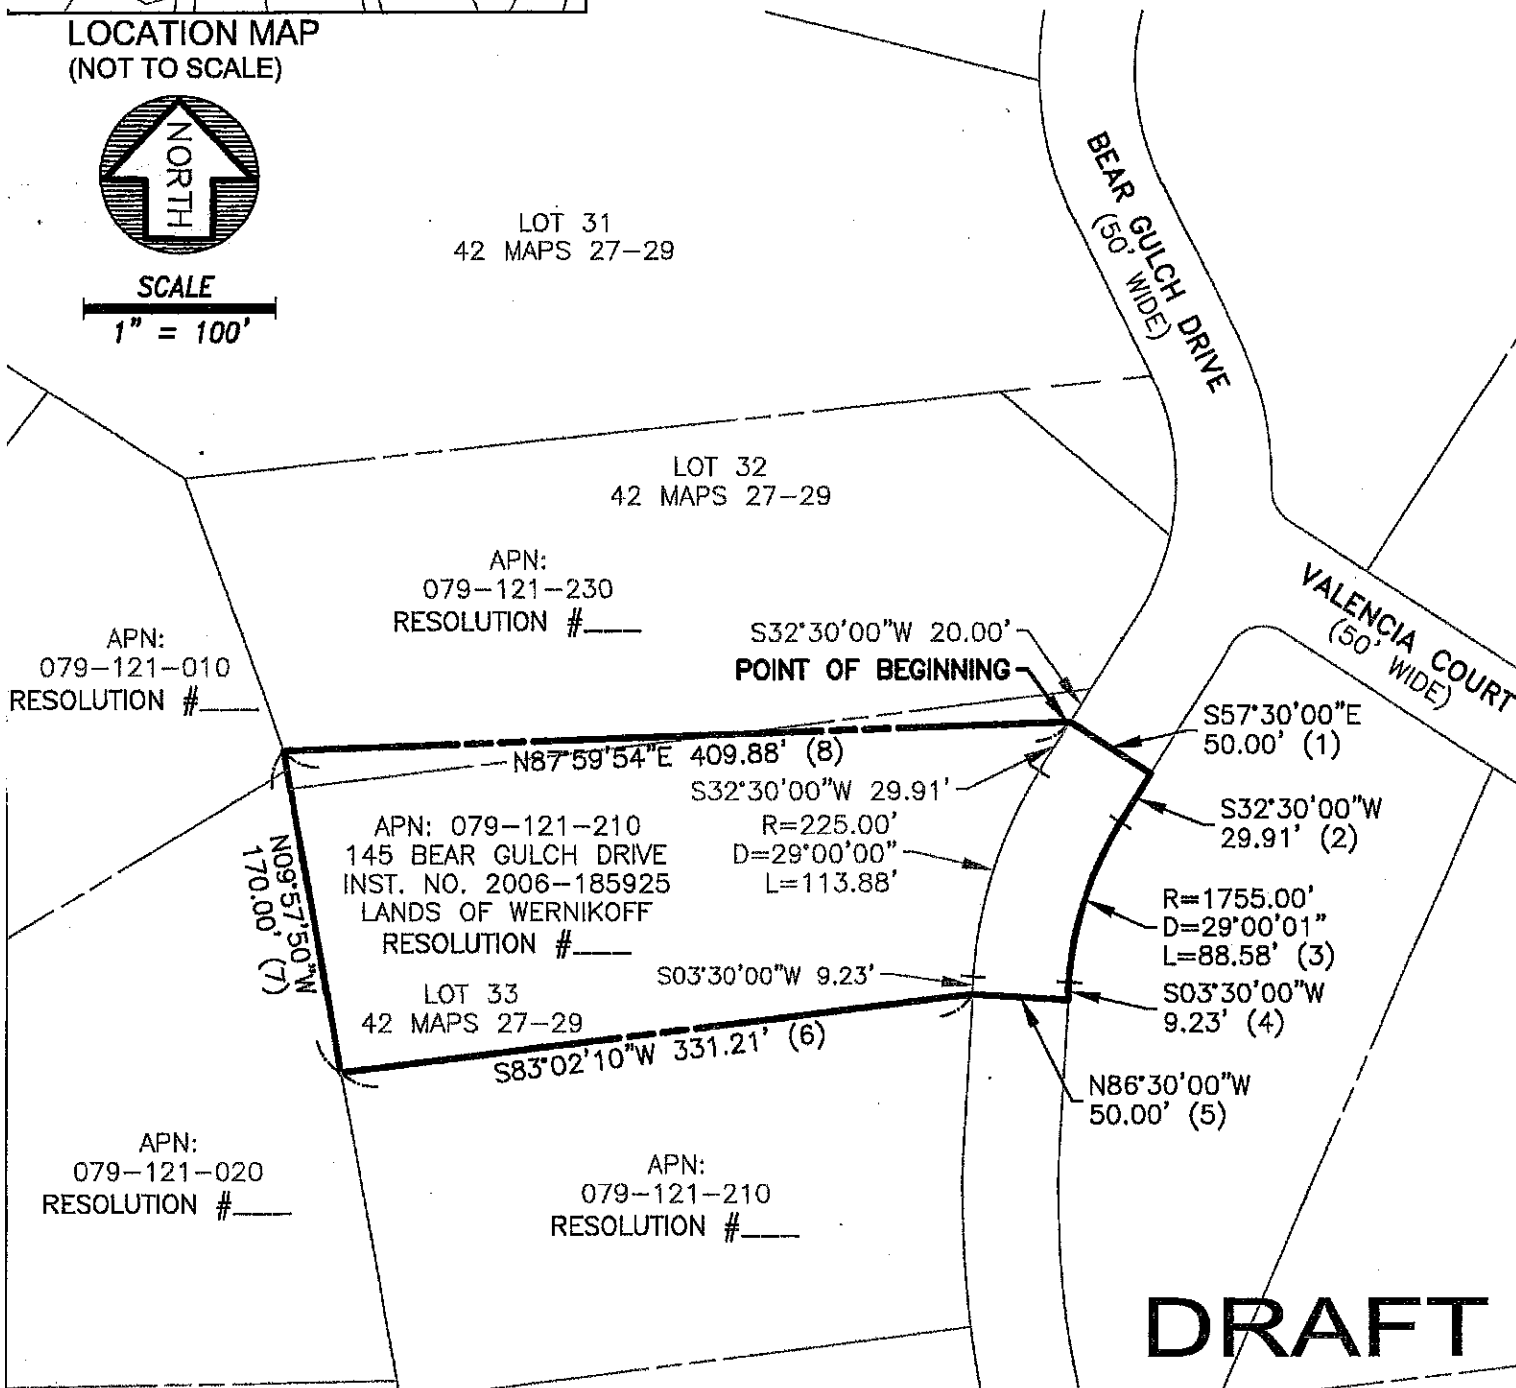 LOCATION MAP
(NOT TO SCALE)
NORTH
SCALE
1" = 100'
LOT 31
42 MAPS 27-29
BEAR GULCH DRIVE
(50' WIDE)
LOT 32
42 MAPS 27-29
APN:
079-121-230
RESOLUTION #___
APN:
079-121-010
RESOLUTION #___
S32°30'00"W 20.00'
POINT OF BEGINNING
VALENCIA COURT
(50' WIDE)
S57°30'00"E
50.00' (1)
N87°59'54"E 409.88' (8)
S32°30'00"W 29.91'
S32°30'00"W
29.91' (2)
R=225.00'
D=29°00'00"
L=113.88'
APN: 079-121-210
145 BEAR GULCH DRIVE
INST. NO. 2006-185925
LANDS OF WERNIKOFF
RESOLUTION #___
N09°57'50"W
170.00' (7)
R=1755.00'
D=29°00'01"
L=88.58' (3)
S03°30'00"W 9.23'
S03°30'00"W
9.23' (4)
LOT 33
42 MAPS 27-29
S83°02'10"W 331.21' (6)
N86°30'00"W
50.00' (5)
APN:
079-121-020
RESOLUTION #___
APN:
079-121-210
RESOLUTION #___
DRAFT